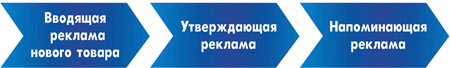 Вводящая
реклама
нового товара
Утверждающая
реклама
Напоминающая
реклама